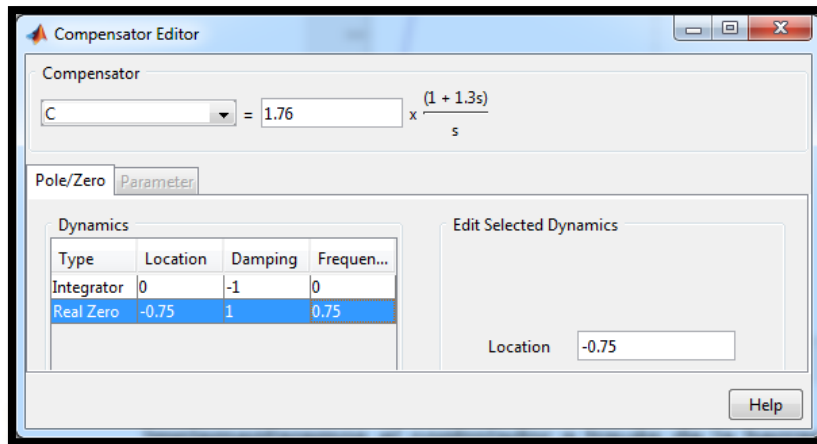 Compensator Editor
Compensator
C = 1.76 x (1 + 1.3s)
s
Pole/Zero Parameter
Dynamics
Type Location Damping Frequen...
Integrator 0 -1 0
Real Zero -0.75 1 0.75
Edit Selected Dynamics
Location -0.75
Help